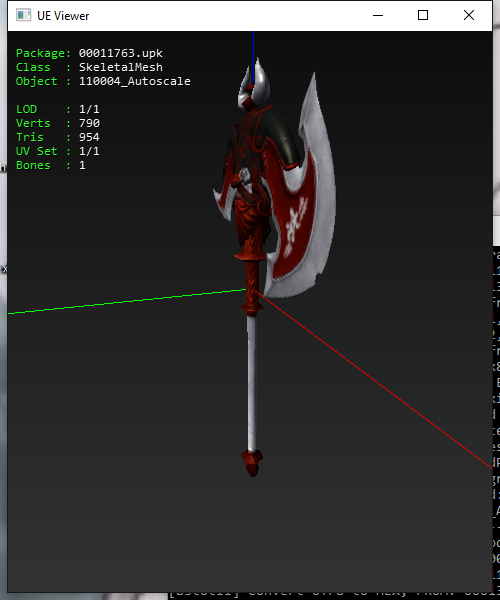 UE Viewer
Package: 00011763.upk
Class : SkeletalMesh
Object : 110004_Autoscale
LOD : 1/1
Verts : 790
Tris : 954
UV Set : 1/1
Bones : 1